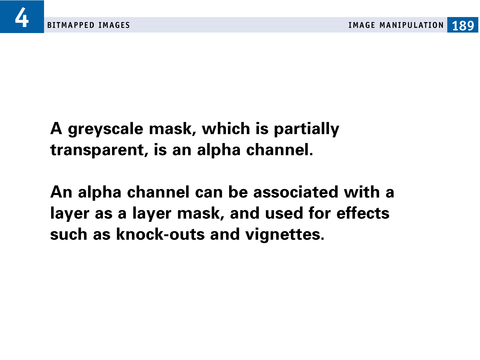 4
BITMAPPED IMAGES
IMAGE MANIPULATION 189
A greyscale mask, which is partially
transparent, is an alpha channel.
An alpha channel can be associated with a
layer as a layer mask, and used for effects
such as knock-outs and vignettes.